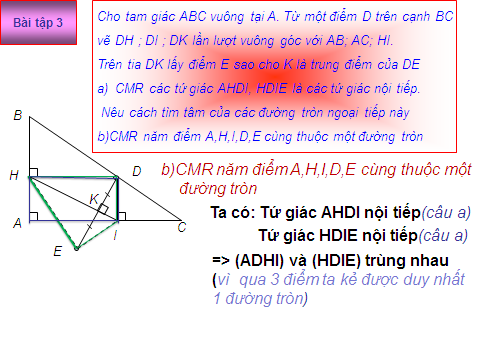 Bài tập 3
Cho tam giác ABC vuông tại A. Từ một điểm D trên cạnh BC
vẽ DH ; DI ; DK lần lượt vuông góc với AB; AC; HI.
Trên tia DK lấy điểm E sao cho K là trung điểm của DE
a) CMR các tứ giác AHDI, HDIE là các tứ giác nội tiếp.
Nêu cách tìm tâm của các đường tròn ngoại tiếp này
b)CMR năm điểm A,H,I,D,E cùng thuộc một đường tròn
B
H
D
K
A
I
C
E
b)CMR năm điểm A,H,I,D,E cùng thuộc một
đường tròn
Ta có: Tứ giác AHDI nội tiếp(câu a)
Tứ giác HDIE nội tiếp(câu a)
=> (ADHI) và (HDIE) trùng nhau
(vì qua 3 điểm ta kẻ được duy nhất
1 đường tròn)